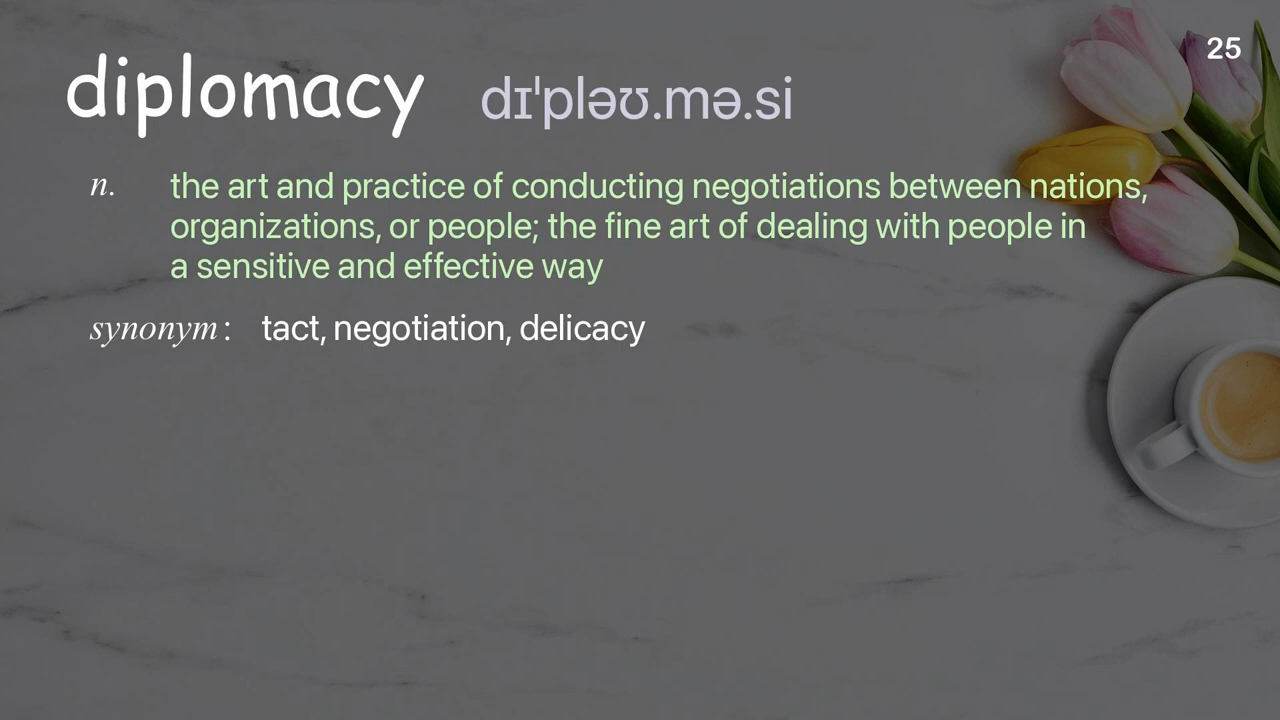 25
diplomacy dɪˈpləʊ.mə.si
n. the art and practice of conducting negotiations between nations,
organizations, or people; the fine art of dealing with people in
a sensitive and effective way
synonym: tact, negotiation, delicacy